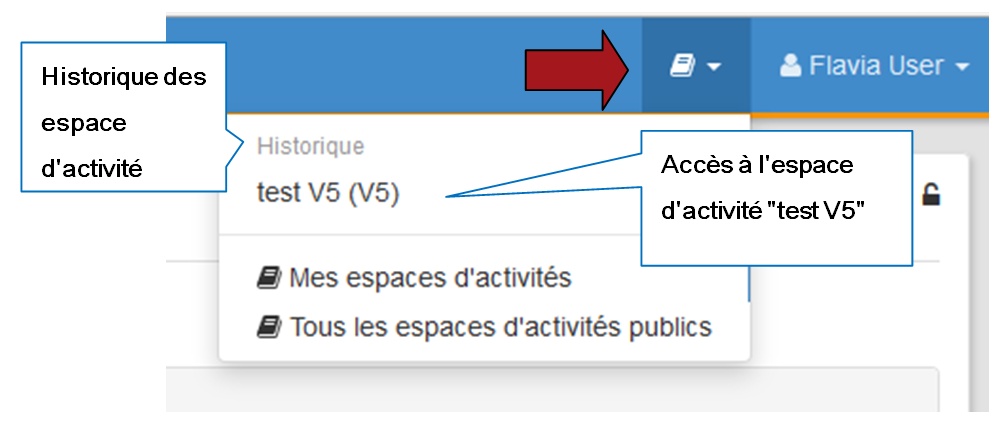 Flavia User
Historique des
espace
d'activité
Historique
test V5 (V5)
Accès à l'espace
d'activité "test V5"
Mes espaces d'activités
Tous les espaces d'activités publics